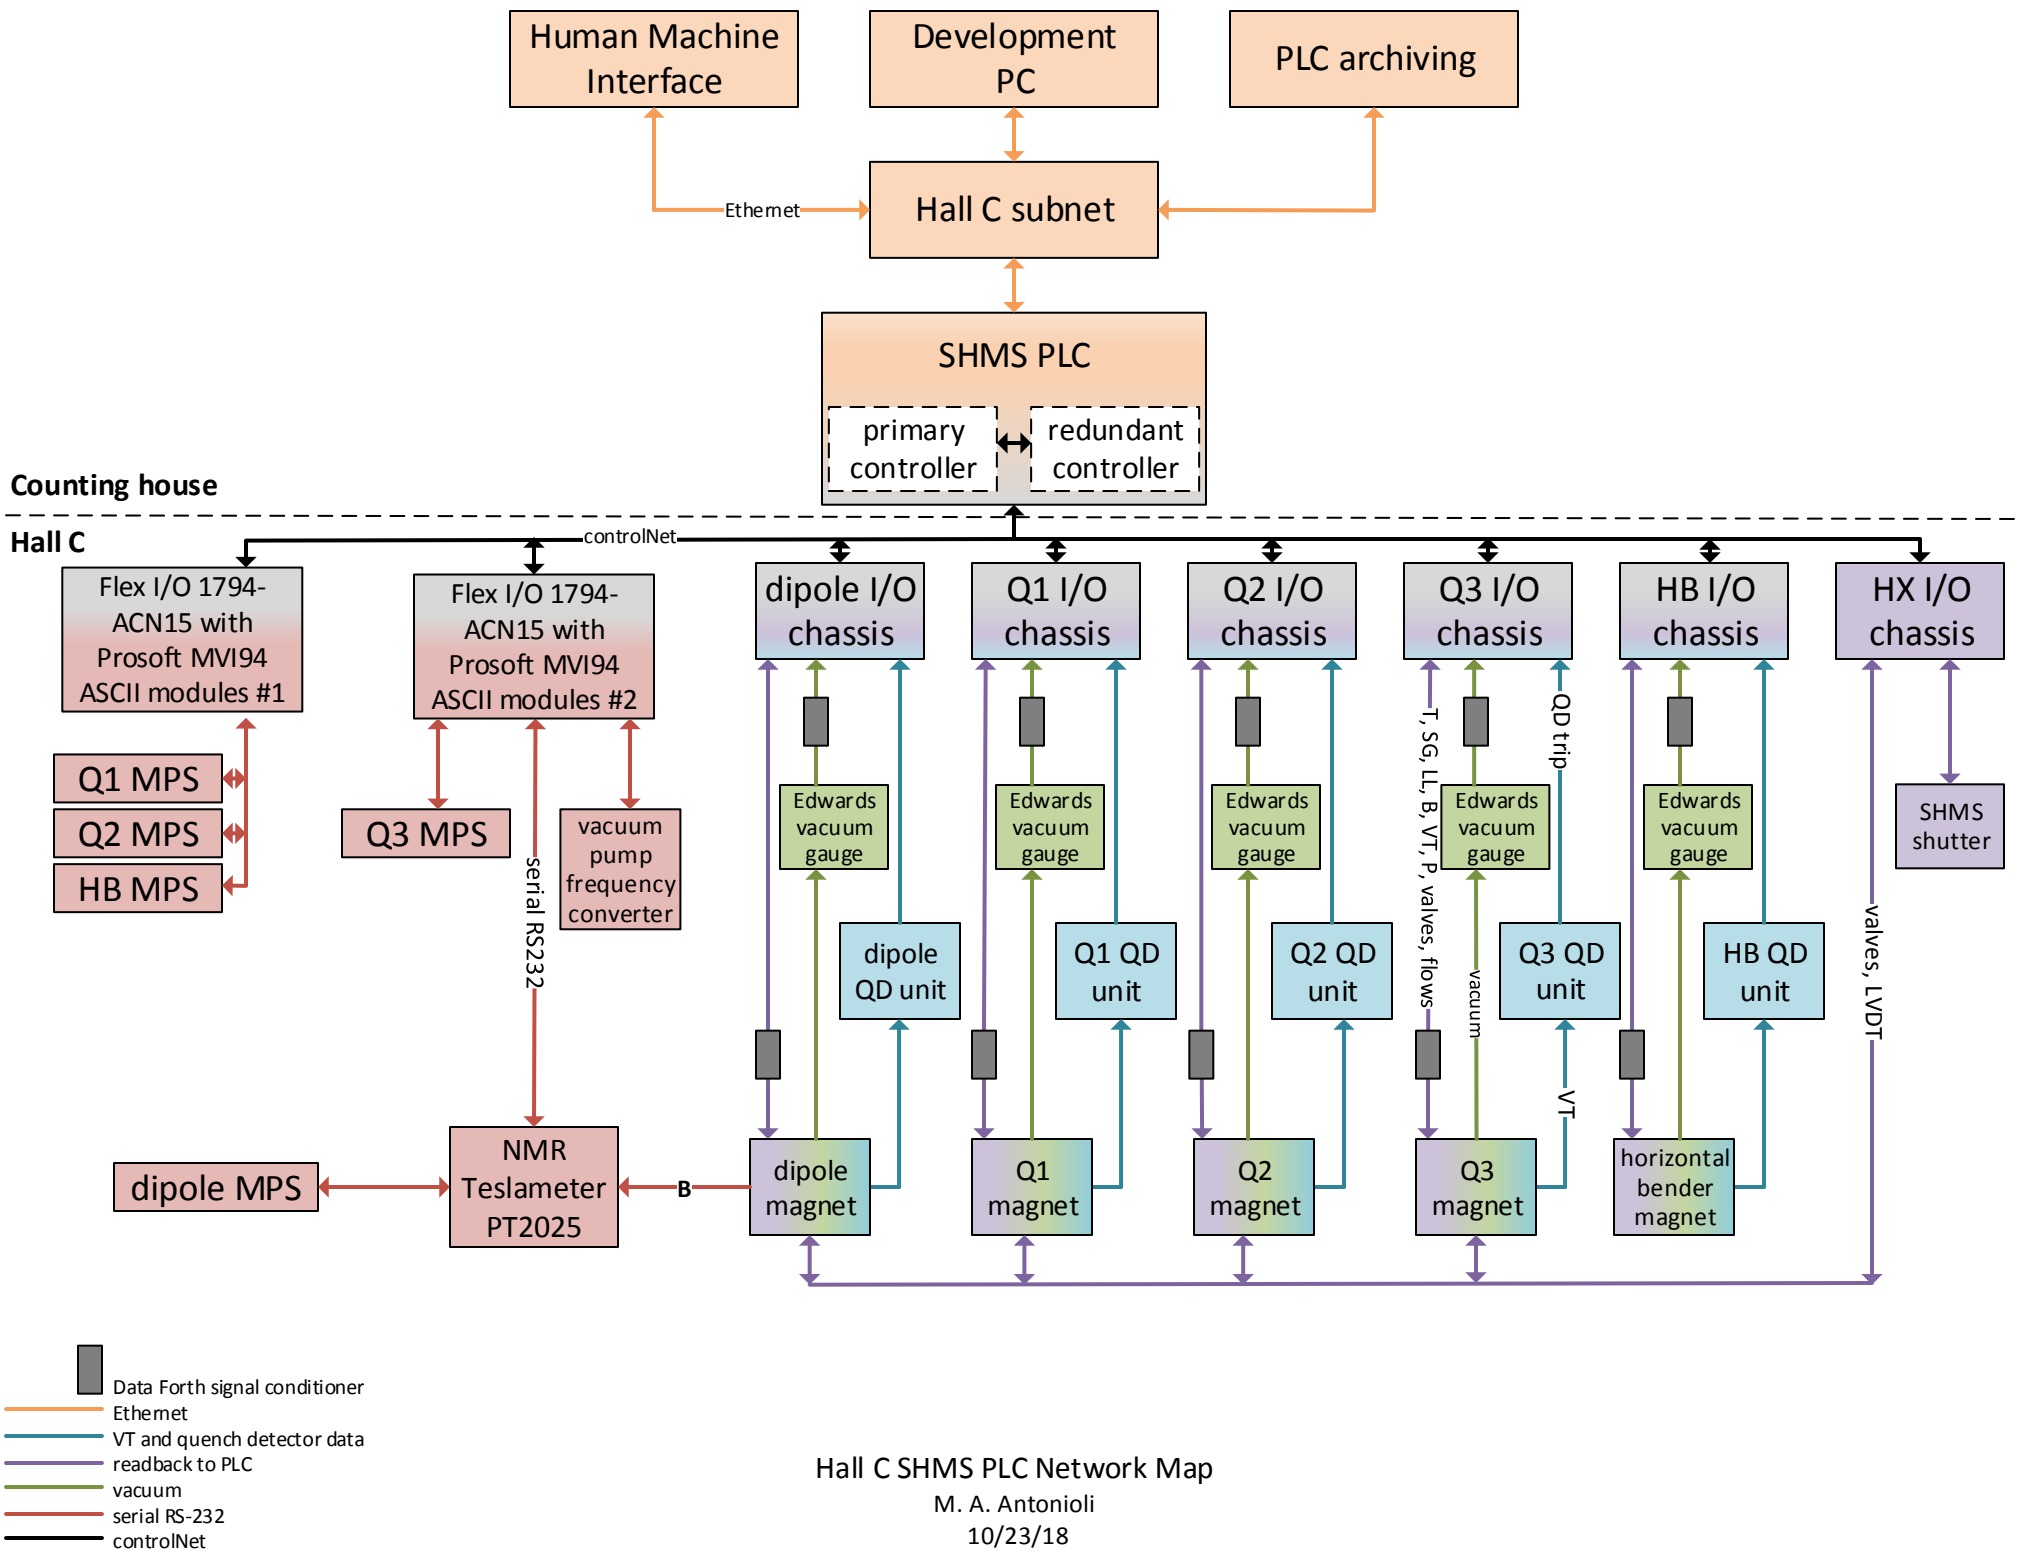 Human Machine
Interface
Development
PC
PLC archiving
Ethernet
Hall C subnet
SHMS PLC
primary
controller
redundant
controller
Counting house
Hall C
controlNet
Flex I/O 1794-
ACN15 with
Prosoft MVI94
ASCII modules #1
Flex I/O 1794-
ACN15 with
Prosoft MVI94
ASCII modules #2
dipole I/O
chassis
Q1 I/O
chassis
Q2 I/O
chassis
Q3 I/O
chassis
HB I/O
chassis
HX I/O
chassis
Q1 MPS
Q2 MPS
HB MPS
Q3 MPS
serial RS232
vacuum
pump
frequency
converter
Edwards
vacuum
gauge
Edwards
vacuum
gauge
Edwards
vacuum
gauge
T, SG, LL, B, VT, P, valves, flows
Edwards
vacuum
gauge
QD trip
Edwards
vacuum
gauge
SHMS
shutter
dipole
QD unit
Q1 QD
unit
Q2 QD
unit
vacuum
Q3 QD
unit
HB QD
unit
valves, LVDT
VT
dipole MPS
NMR
Teslameter
PT2025
B
dipole
magnet
Q1
magnet
Q2
magnet
Q3
magnet
horizontal
bender
magnet
Data Forth signal conditioner
Ethernet
VT and quench detector data
readback to PLC
vacuum
serial RS-232
controlNet
Hall C SHMS PLC Network Map
M. A. Antonioli
10/23/18